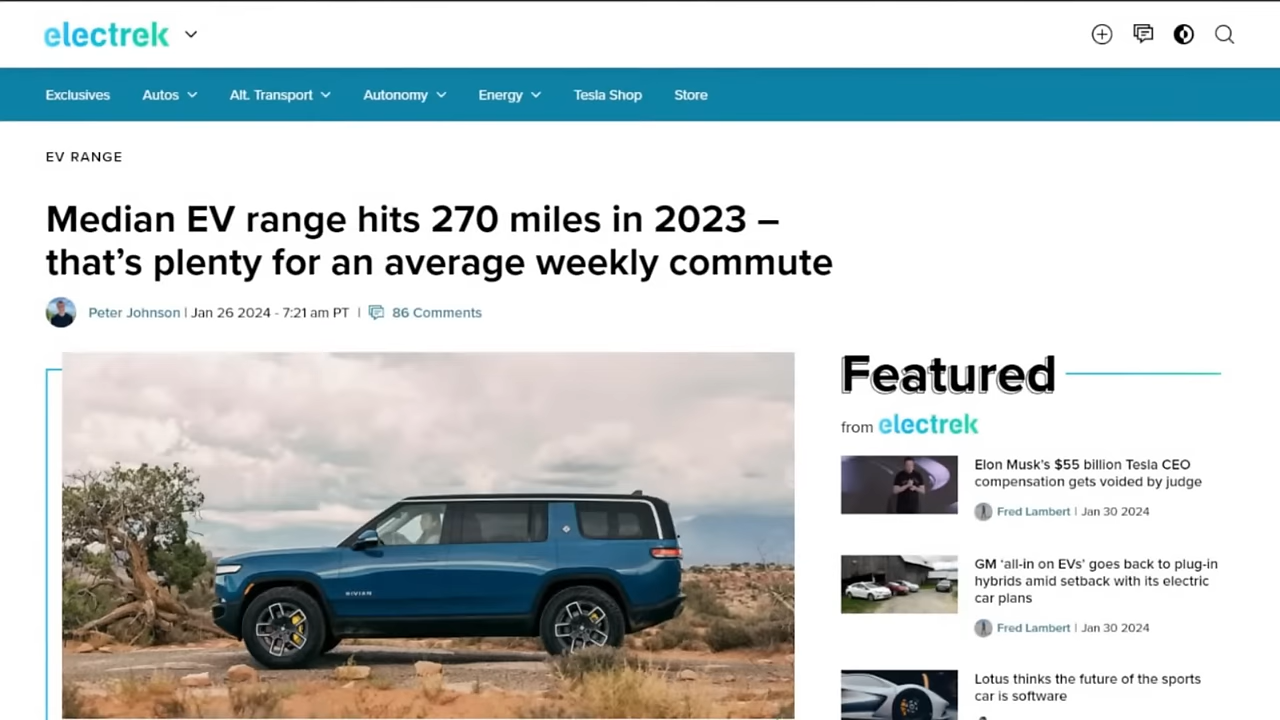 electrek
Exclusives Autos Alt. Transport Autonomy Energy Tesla Shop Store
EV RANGE
Median EV range hits 270 miles in 2023 –
that's plenty for an average weekly commute
Peter Johnson | Jan 26 2024 - 7:21 am PT | 86 Comments
RIVIAN
Featured
from electrek
Elon Musk's $55 billion Tesla CEO
compensation gets voided by judge
Fred Lambert | Jan 30 2024
GM 'all-in on EVs' goes back to plug-in
hybrids amid setback with its electric
car plans
Fred Lambert | Jan 30 2024
Lotus thinks the future of the sports
car is software